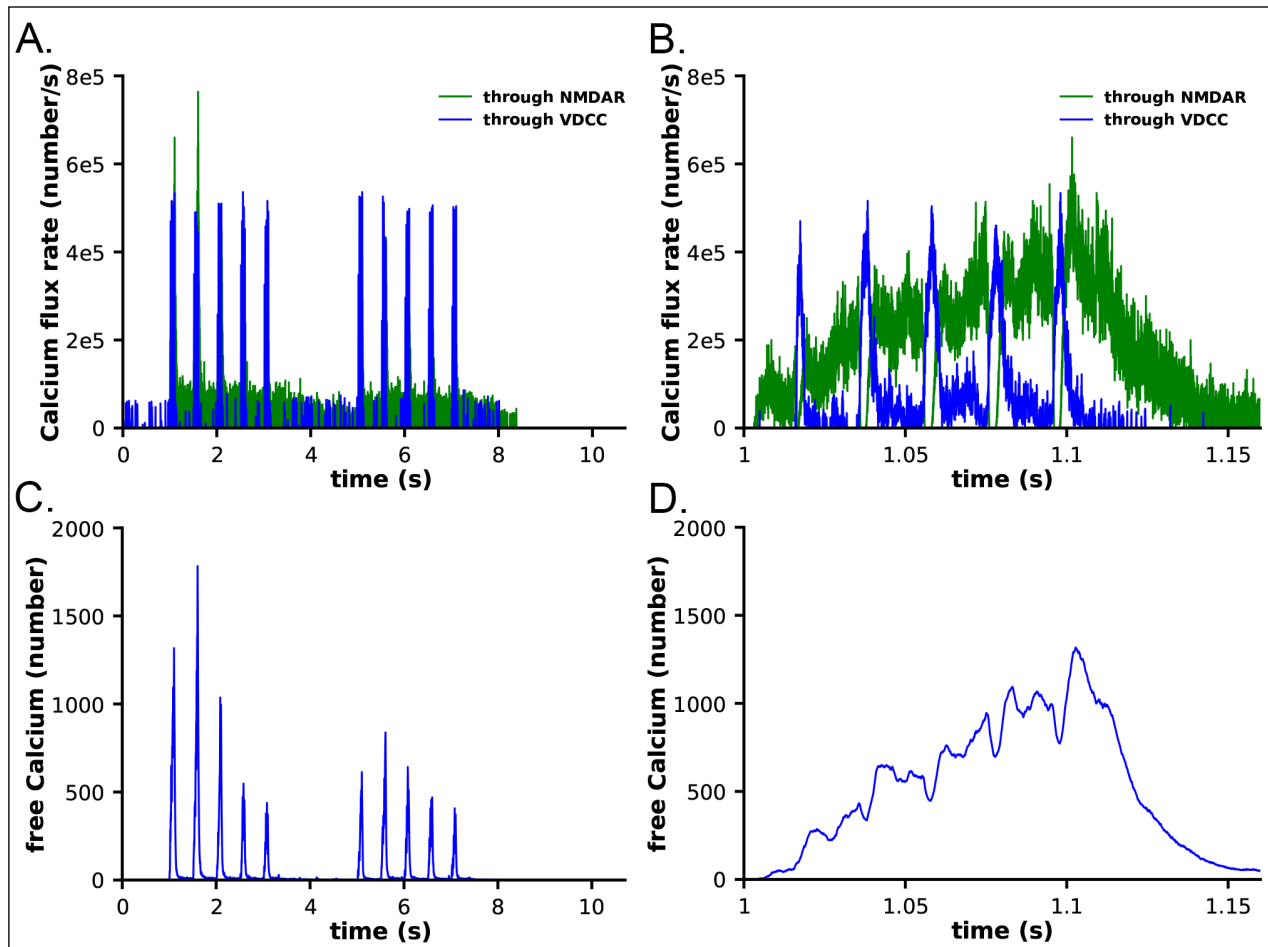 A.
B.
8e5
6e5
4e5
2e5
0
Calcium flux rate (number/s)
through NMDAR
through VDCC
0 2 4 6 8 10
time (s)
8e5
6e5
4e5
2e5
0
Calcium flux rate (number/s)
through NMDAR
through VDCC
1 1.05 1.1 1.15
time (s)
C.
D.
2000
1500
1000
500
0
free Calcium (number)
0 2 4 6 8 10
time (s)
2000
1500
1000
500
0
free Calcium (number)
1 1.05 1.1 1.15
time (s)